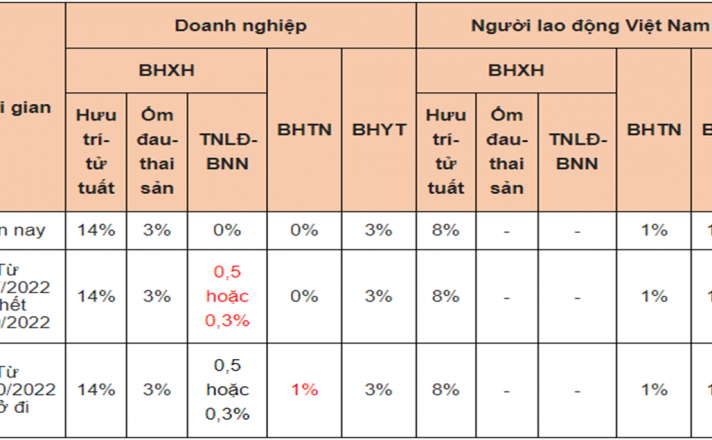 Doanh nghiệp
Người lao động Việt Nam
BHXH
BHXH
gian
Hưu
trí-
tử
tuất
Ốm
đau-
thai
sản
TNLĐ-
BNN
BHTN
BHYT
Hưu
trí-
tử
tuất
Ốm
đau-
thai
sản
TNLĐ-
BNN
BHTN
nay
14%
3%
0%
0%
3%
8%
-
-
1%
Từ
/2022
hết
/2022
14%
3%
0,5
hoặc
0,3%
0%
3%
8%
-
-
1%
Từ
0/2022
đi
14%
3%
0,5
hoặc
0,3%
1%
3%
8%
-
-
1%